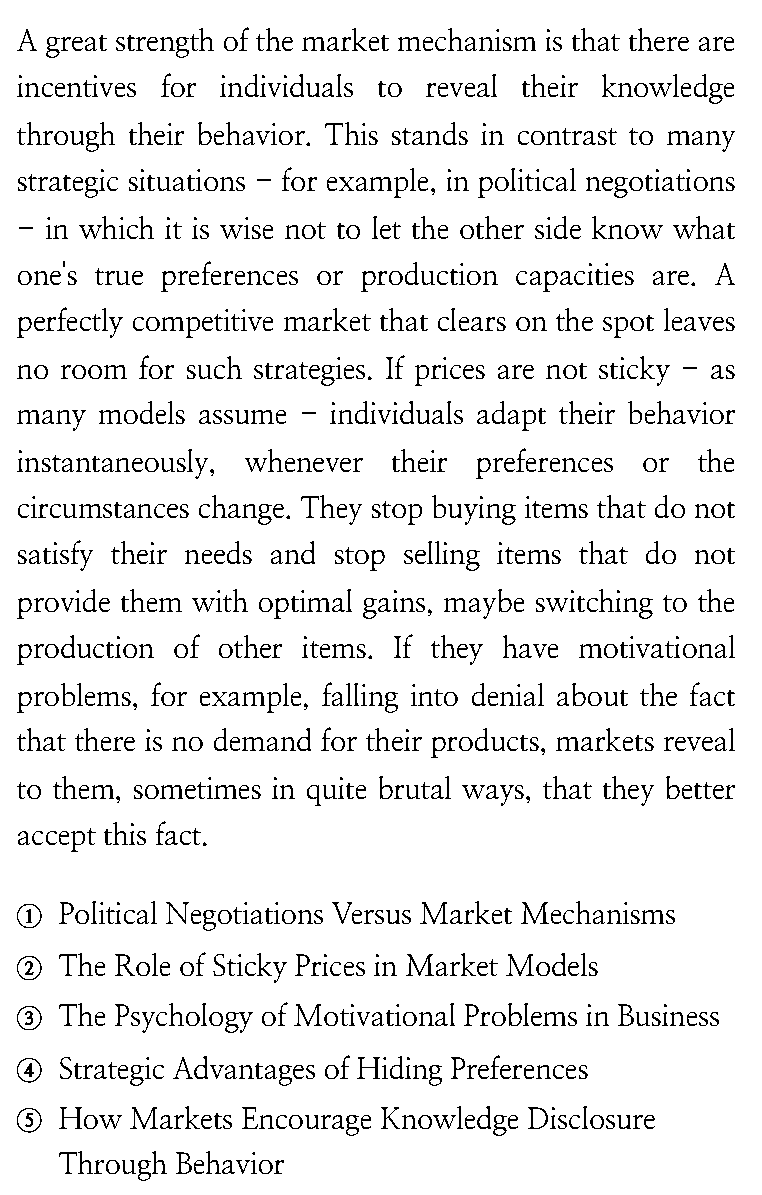 A great strength of the market mechanism is that there are
incentives for individuals to reveal their knowledge
through their behavior. This stands in contrast to many
strategic situations – for example, in political negotiations
– in which it is wise not to let the other side know what
one's true preferences or production capacities are. A
perfectly competitive market that clears on the spot leaves
no room for such strategies. If prices are not sticky – as
many models assume – individuals adapt their behavior
instantaneously, whenever their preferences or the
circumstances change. They stop buying items that do not
satisfy their needs and stop selling items that do not
provide them with optimal gains, maybe switching to the
production of other items. If they have motivational
problems, for example, falling into denial about the fact
that there is no demand for their products, markets reveal
to them, sometimes in quite brutal ways, that they better
accept this fact.
① Political Negotiations Versus Market Mechanisms
② The Role of Sticky Prices in Market Models
③ The Psychology of Motivational Problems in Business
④ Strategic Advantages of Hiding Preferences
⑤ How Markets Encourage Knowledge Disclosure
Through Behavior